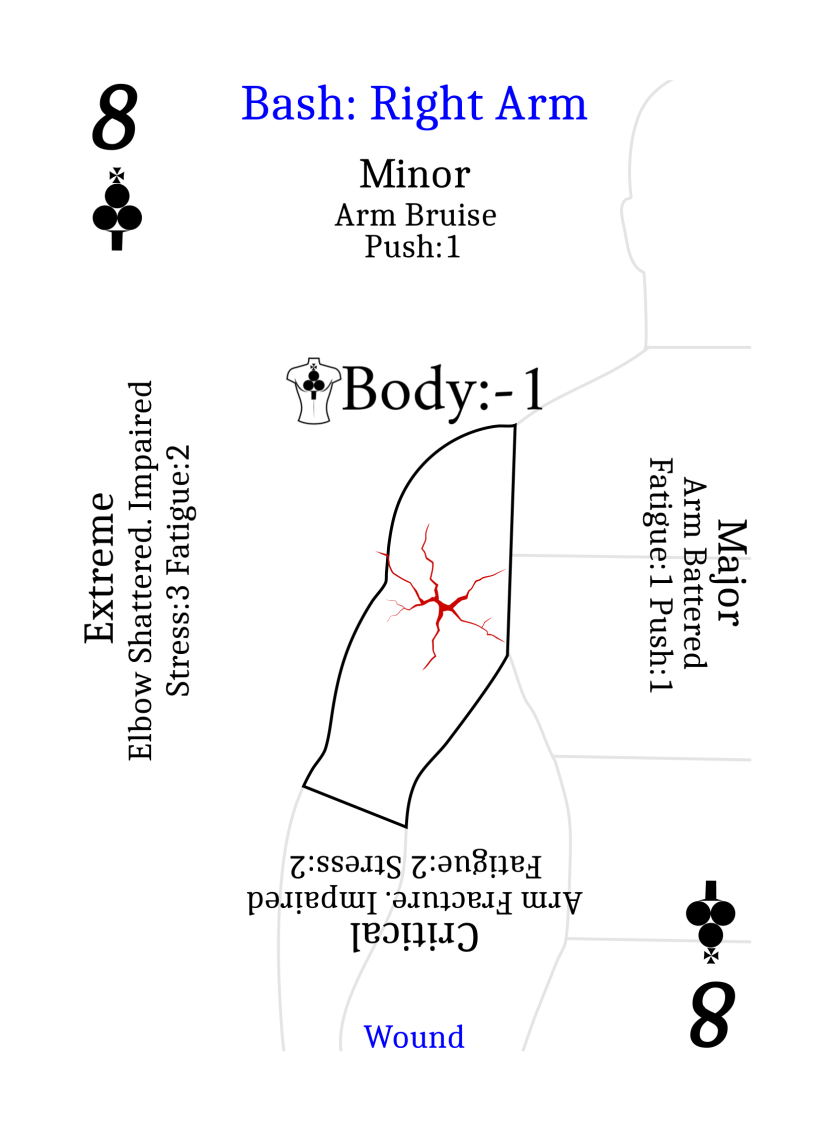 8
Bash: Right Arm
Minor
Arm Bruise
Push:1
Body:-1
Major
Arm Battered
Fatigue:1 Push:1
Critical
Arm Fracture. Impaired
Fatigue:2 Stress:2
Extreme
Elbow Shattered. Impaired
Stress:3 Fatigue:2
Wound
8